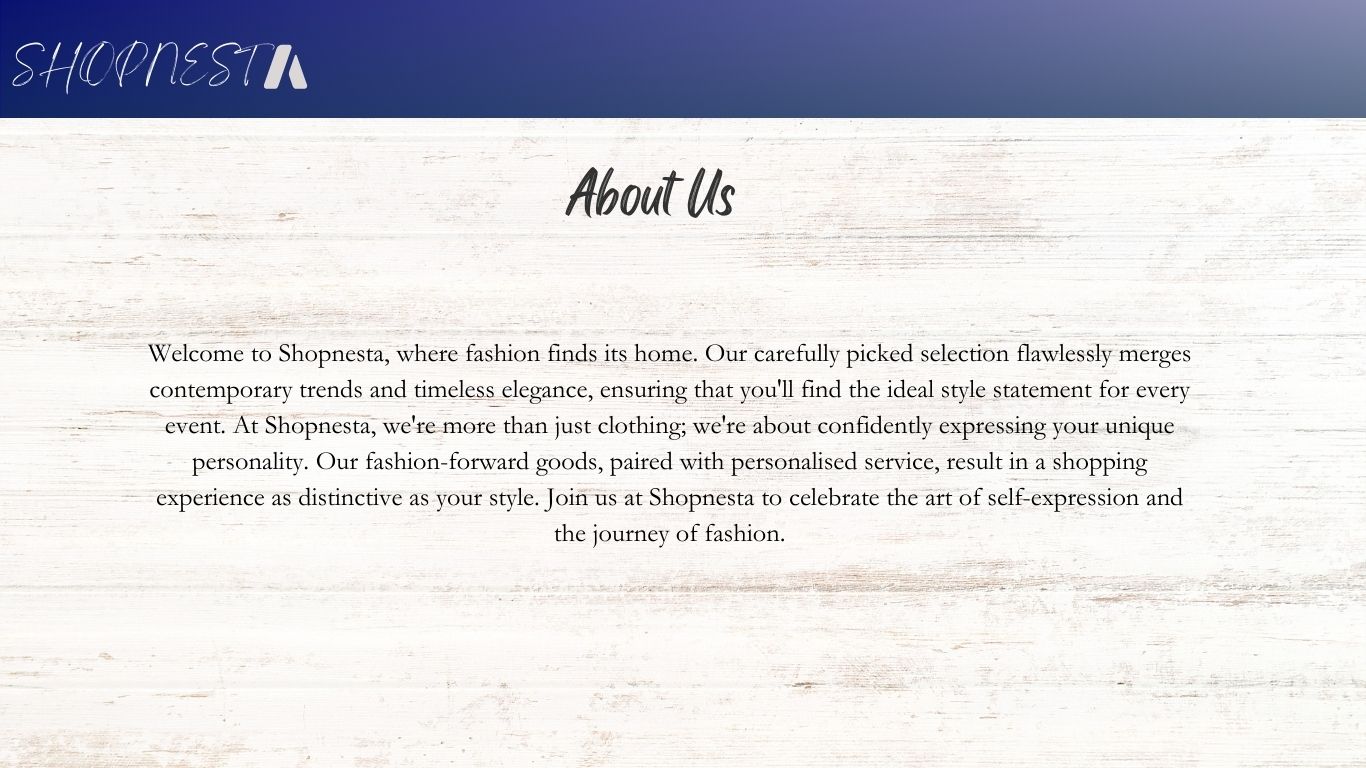 SHOPNESTA
About Us
Welcome to Shopnesta, where fashion finds its home. Our carefully picked selection flawlessly merges
contemporary trends and timeless elegance, ensuring that you'll find the ideal style statement for every
event. At Shopnesta, we're more than just clothing; we're about confidently expressing your unique
personality. Our fashion-forward goods, paired with personalised service, result in a shopping
experience as distinctive as your style. Join us at Shopnesta to celebrate the art of self-expression and
the journey of fashion.